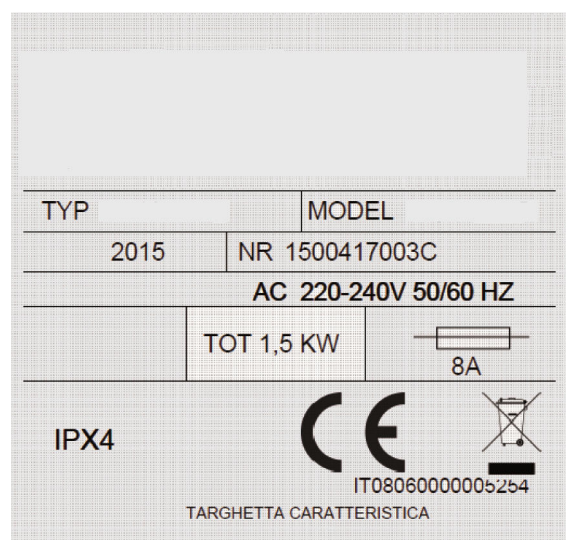 TYP MODEL
2015 NR 1500417003C
AC 220-240V 50/60 HZ
TOT 1,5 KW
8A
IPX4 CE
IT08060000005254
TARGHETTA CARATTERISTICA